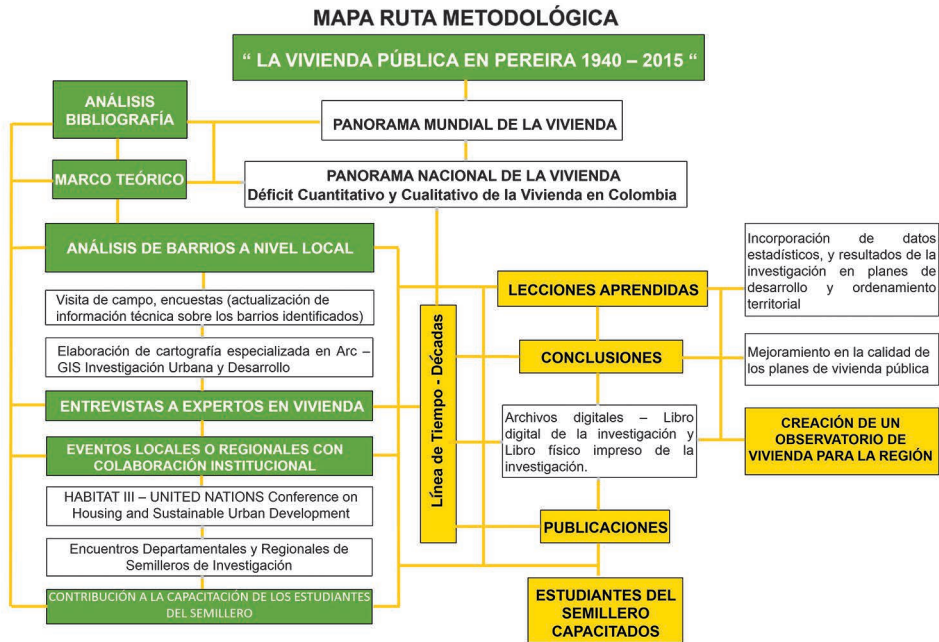 MAPA RUTA METODOLÓGICA
“ LA VIVIENDA PÚBLICA EN PEREIRA 1940 – 2015 “
ANÁLISIS
BIBLIOGRAFÍA
PANORAMA MUNDIAL DE LA VIVIENDA
MARCO TEÓRICO
PANORAMA NACIONAL DE LA VIVIENDA
Déficit Cuantitativo y Cualitativo de la Vivienda en Colombia
ANÁLISIS DE BARRIOS A NIVEL LOCAL
Visita de campo, encuestas (actualización de
información técnica sobre los barrios identificados)
Elaboración de cartografía especializada en Arc –
GIS Investigación Urbana y Desarrollo
ENTREVISTAS A EXPERTOS EN VIVIENDA
EVENTOS LOCALES O REGIONALES CON
COLABORACIÓN INSTITUCIONAL
HABITAT III – UNITED NATIONS Conference on
Housing and Sustainable Urban Development
Encuentros Departamentales y Regionales de
Semilleros de Investigación
CONTRIBUCIÓN A LA CAPACITACIÓN DE LOS ESTUDIANTES
DEL SEMILLERO
Línea de Tiempo - Décadas
LECCIONES APRENDIDAS
CONCLUSIONES
Archivos digitales – Libro
digital de la investigación y
Libro físico impreso de la
investigación.
PUBLICACIONES
ESTUDIANTES DEL
SEMILLERO
CAPACITADOS
Incorporación de datos
estadísticos, y resultados de la
investigación en planes de
desarrollo y ordenamiento
territorial
Mejoramiento en la calidad de
los planes de vivienda pública
CREACIÓN DE UN
OBSERVATORIO DE
VIVIENDA PARA LA REGIÓN